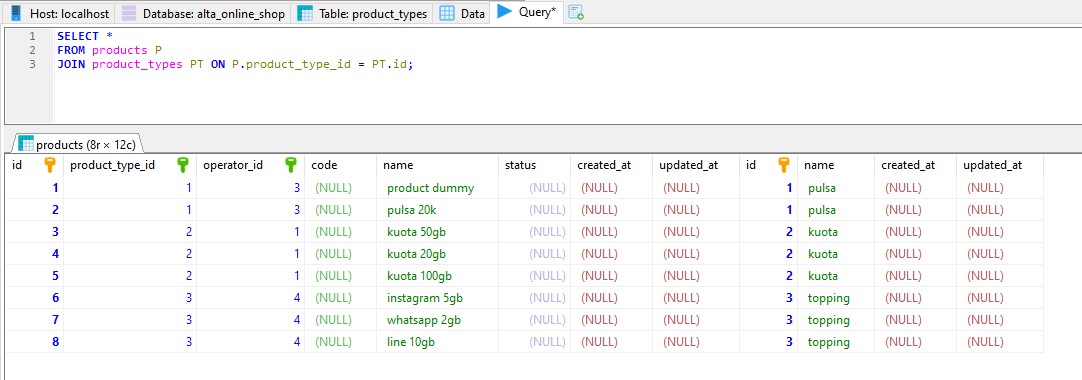 Host: localhost Database: alta_online_shop Table: product_types Data Query*
1 SELECT *
2 FROM products P
3 JOIN product_types PT ON P.product_type_id = PT.id;
products (8r × 12c)
id product_type_id operator_id code name status created_at updated_at id name created_at updated_at
1 1 3 (NULL) product dummy (NULL) (NULL) (NULL) 1 pulsa (NULL) (NULL)
2 1 3 (NULL) pulsa 20k (NULL) (NULL) (NULL) 1 pulsa (NULL) (NULL)
3 2 1 (NULL) kuota 50gb (NULL) (NULL) (NULL) 2 kuota (NULL) (NULL)
4 2 1 (NULL) kuota 20gb (NULL) (NULL) (NULL) 2 kuota (NULL) (NULL)
5 2 1 (NULL) kuota 100gb (NULL) (NULL) (NULL) 2 kuota (NULL) (NULL)
6 3 4 (NULL) instagram 5gb (NULL) (NULL) (NULL) 3 topping (NULL) (NULL)
7 3 4 (NULL) whatsapp 2gb (NULL) (NULL) (NULL) 3 topping (NULL) (NULL)
8 3 4 (NULL) line 10gb (NULL) (NULL) (NULL) 3 topping (NULL) (NULL)